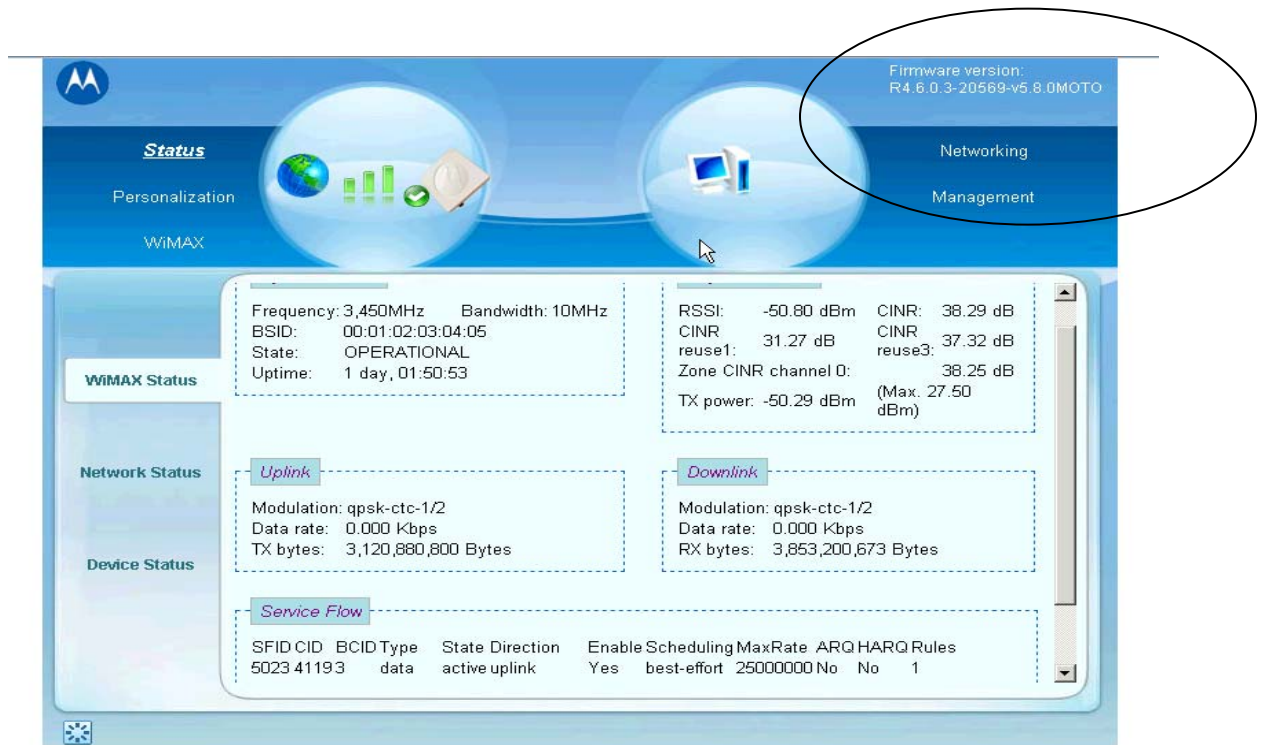 Firmware version:
R4.6.0.3-20569-v5.8.0MOTO
Status
Personalization
WiMAX
Networking
Management
WiMAX Status
Network Status
Device Status
Frequency: 3,450MHz Bandwidth: 10MHz
BSID: 00:01:02:03:04:05
State: OPERATIONAL
Uptime: 1 day, 01:50:53
RSSI: -50.80 dBm CINR: 38.29 dB
CINR reuse1: 31.27 dB CINR reuse3: 37.32 dB
Zone CINR channel 0: 38.25 dB
TX power: -50.29 dBm (Max. 27.50 dBm)
Uplink
Modulation: qpsk-ctc-1/2
Data rate: 0.000 Kbps
TX bytes: 3,120,880,800 Bytes
Downlink
Modulation: qpsk-ctc-1/2
Data rate: 0.000 Kbps
RX bytes: 3,853,200,673 Bytes
Service Flow
SFID CID BCID Type State Direction Enable Scheduling MaxRate ARQ HARQ Rules
5023 4119 3 data active uplink Yes best-effort 25000000 No No 1